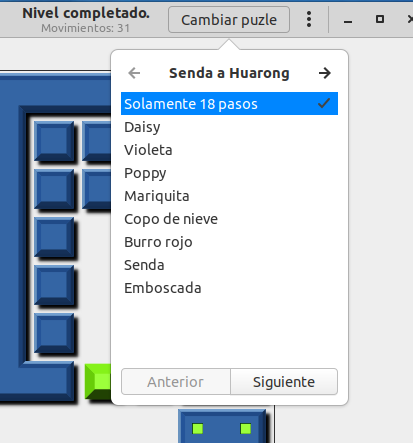 Nivel completado.
Movimientos: 31
Cambiar puzle
Senda a Huarong
Solamente 18 pasos
Daisy
Violeta
Poppy
Mariquita
Copo de nieve
Burro rojo
Senda
Emboscada
Anterior
Siguiente